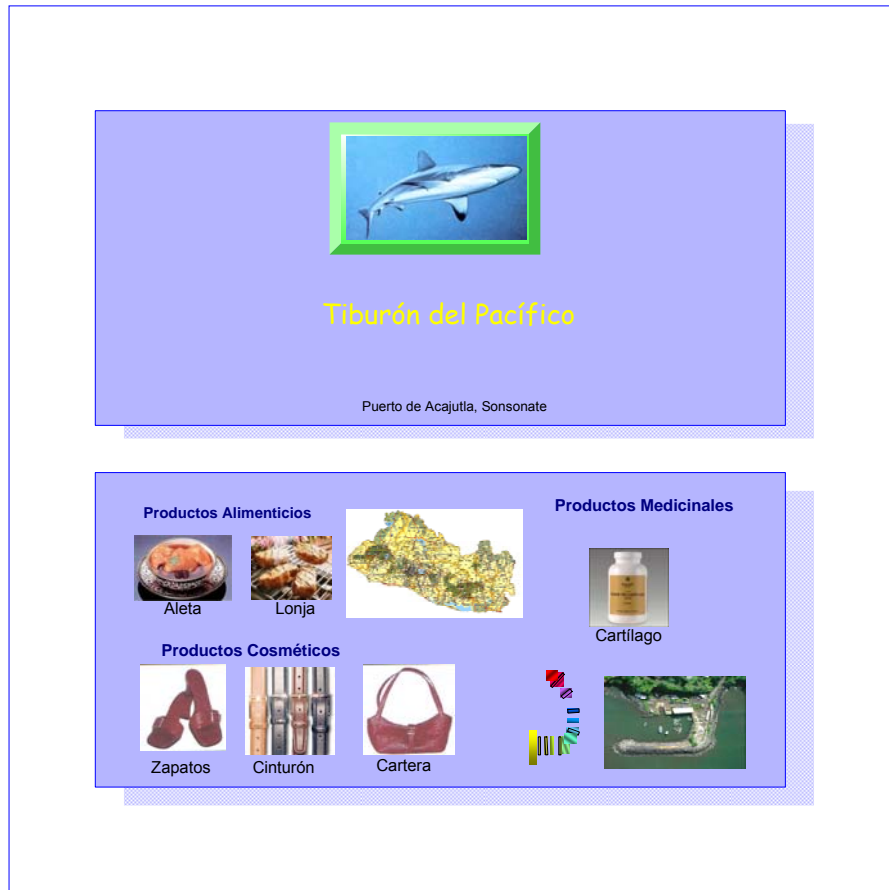 Tiburón del Pacífico
Puerto de Acajutla, Sonsonate
Productos Alimenticios
Productos Medicinales
Aleta
Lonja
Cartílago
Productos Cosméticos
Zapatos
Cinturón
Cartera